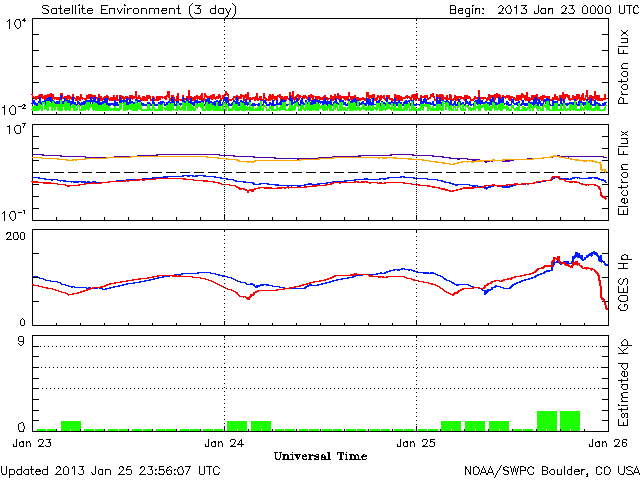 Satellite Environment (3 day) Begin: 2013 Jan 23 0000 UTC
10⁴
10⁻²
Proton Flux
10⁷
10⁻¹
Electron Flux
200
0
GOES Hp
9
0
Estimated Kp
Jan 23 Jan 24 Jan 25 Jan 26
Universal Time
Updated 2013 Jan 25 23:56:07 UTC NOAA/SWPC Boulder, CO USA